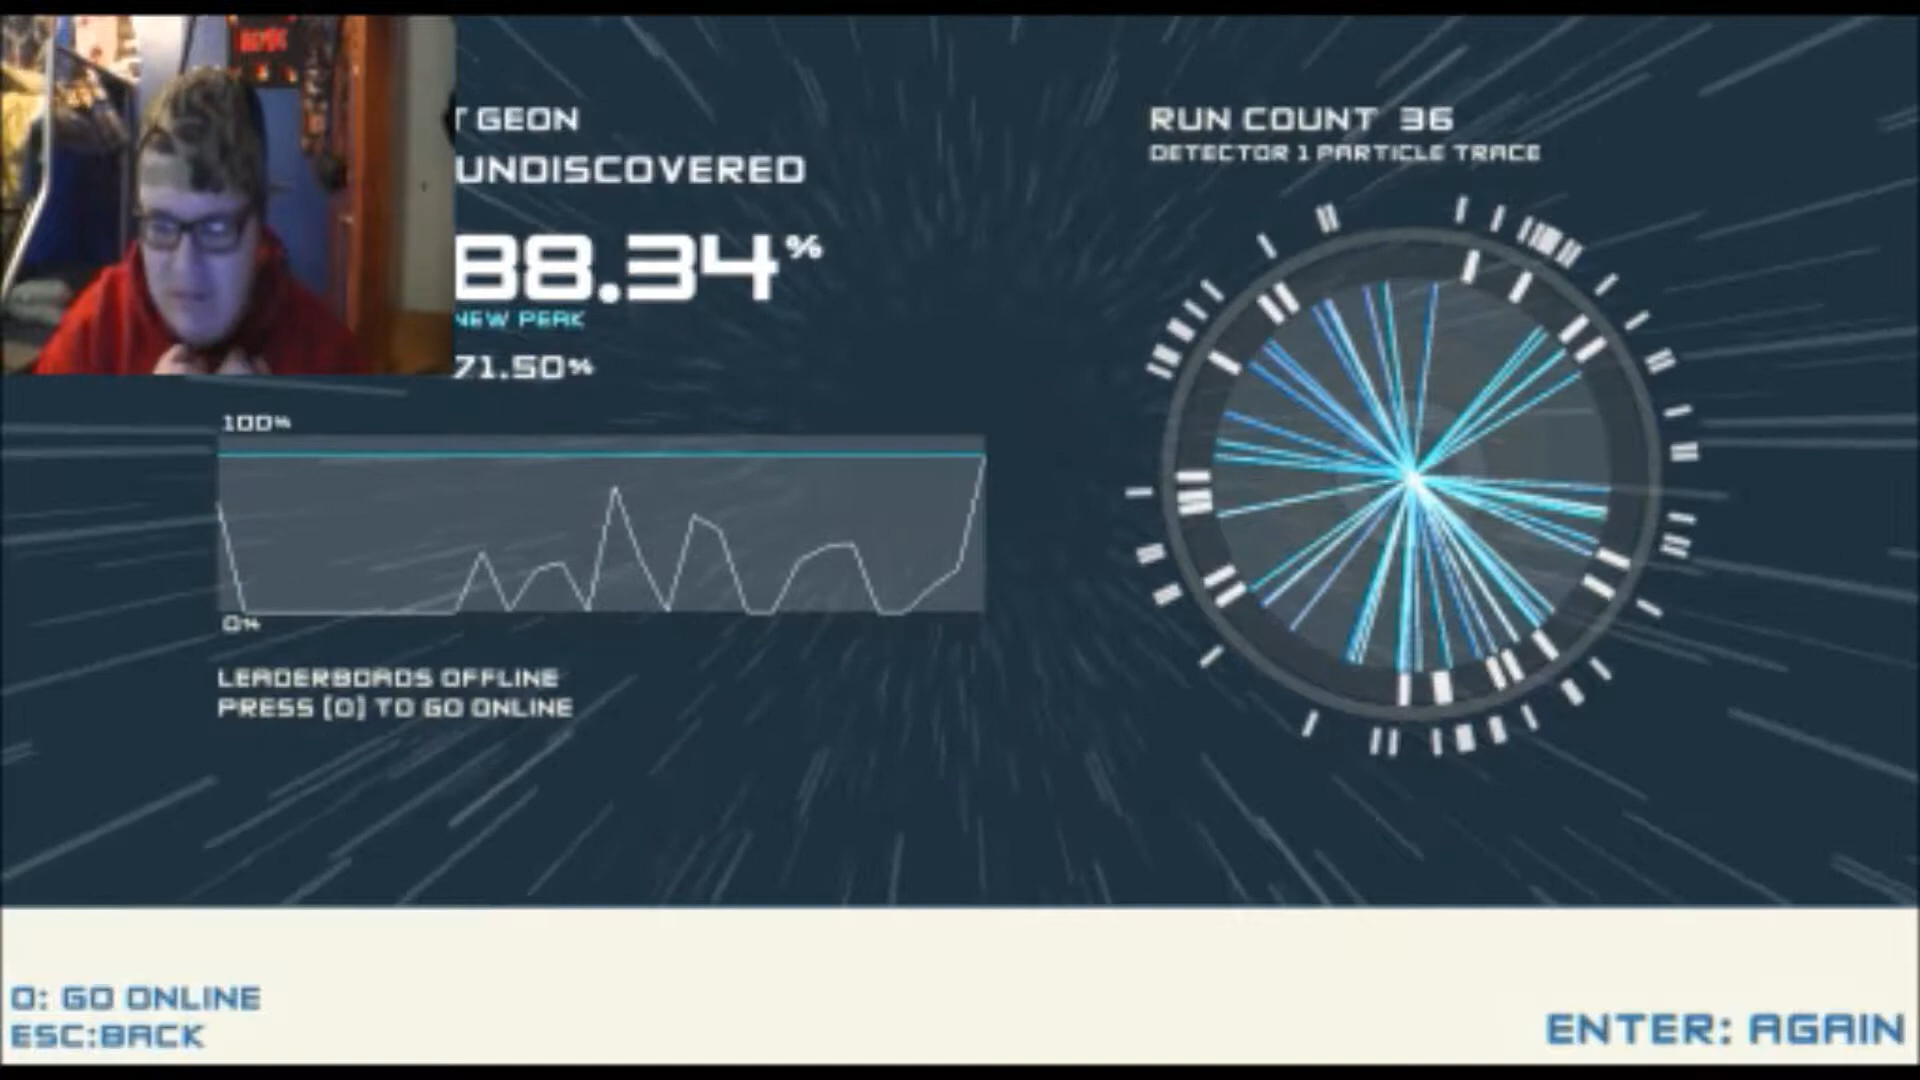 T GEON
UNDISCOVERED
88.34%
NEW PEAK
71.50%
100%
0%
LEADERBOARDS OFFLINE
PRESS [O] TO GO ONLINE
RUN COUNT 36
DETECTOR 1 PARTICLE TRACE
O: GO ONLINE
ESC:BACK
ENTER: AGAIN